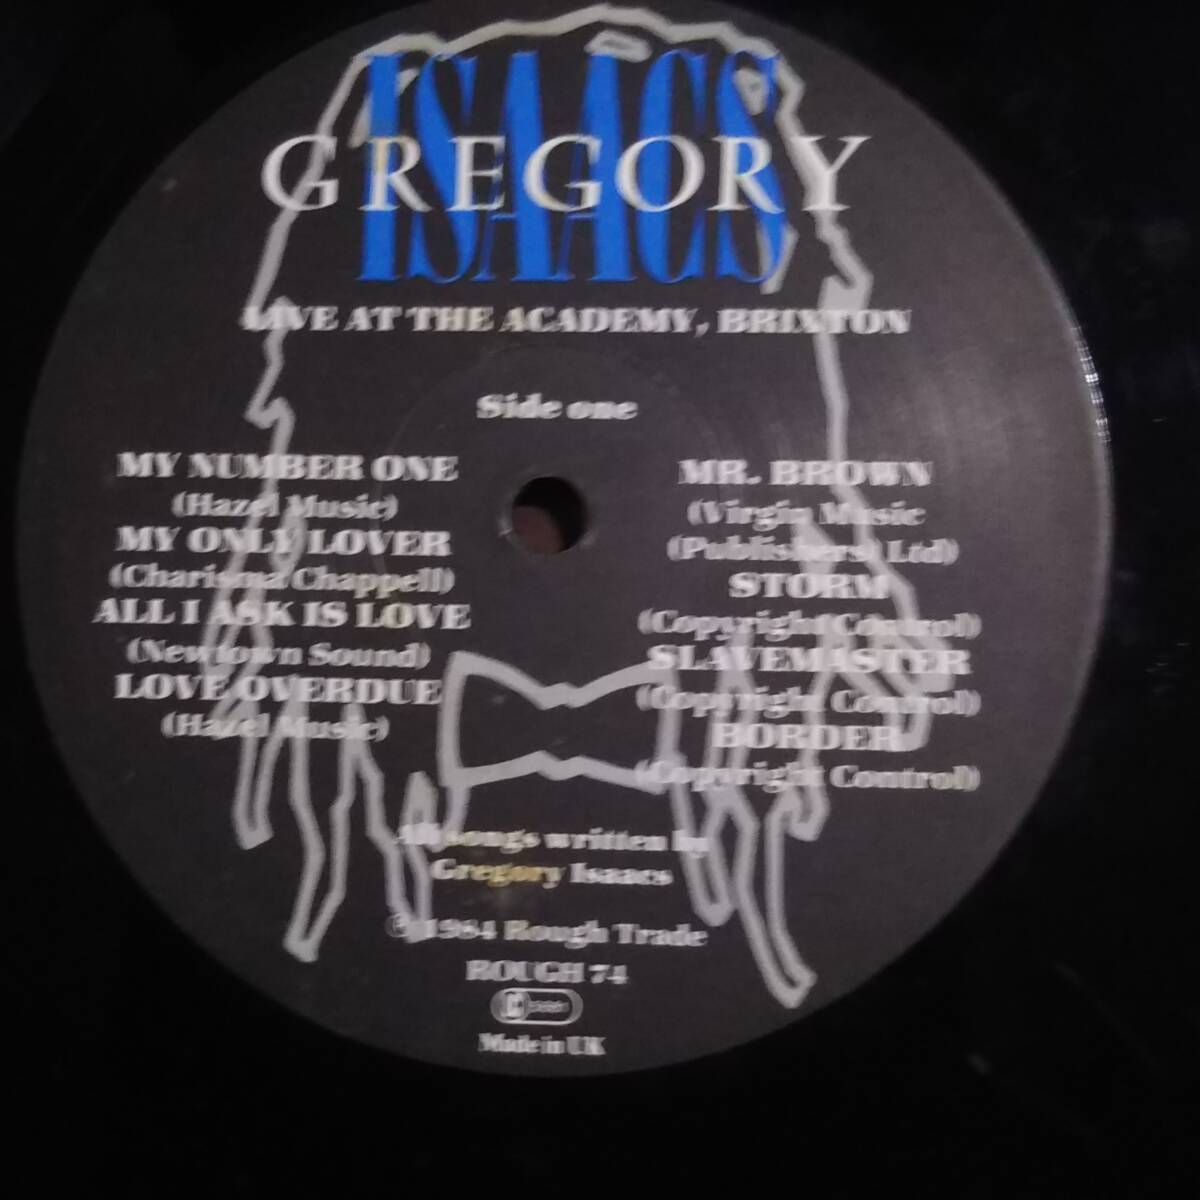 ISAACS
GREGORY
LIVE AT THE ACADEMY, BRIXTON
Side one
MY NUMBER ONE
(Hazel Music)
MY ONLY LOVER
(Charisma Chappell)
ALL I ASK IS LOVE
(Newtown Sound)
LOVE OVERDUE
(Hazel Music)
MR. BROWN
(Virgin Music
(Publishers) Ltd)
STORM
(Copyright Control)
SLAVEMASTER
(Copyright Control)
BORDER
(Copyright Control)
All songs written by
Gregory Isaacs
℗ 1984 Rough Trade
ROUGH 74
Made in UK